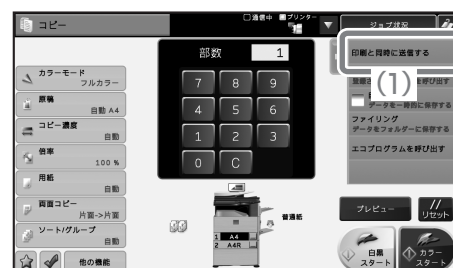 コピー
通信中
プリンター
ジョブ状況
部数
1
印刷と同時に送信する
(1)
データを一時的に保存する
ファイリング
データをフォルダーに保存する
エコプログラムを呼び出す
カラーモード
フルカラー
原稿
自動 A4
コピー濃度
自動
倍率
100 %
用紙
自動
両面コピー
片面->片面
ソート/グループ
自動
他の機能
7
8
9
4
5
6
1
2
3
0
C
普通紙
1 A4
2 A4R
プレビュー
リセット
白黒
スタート
カラー
スタート